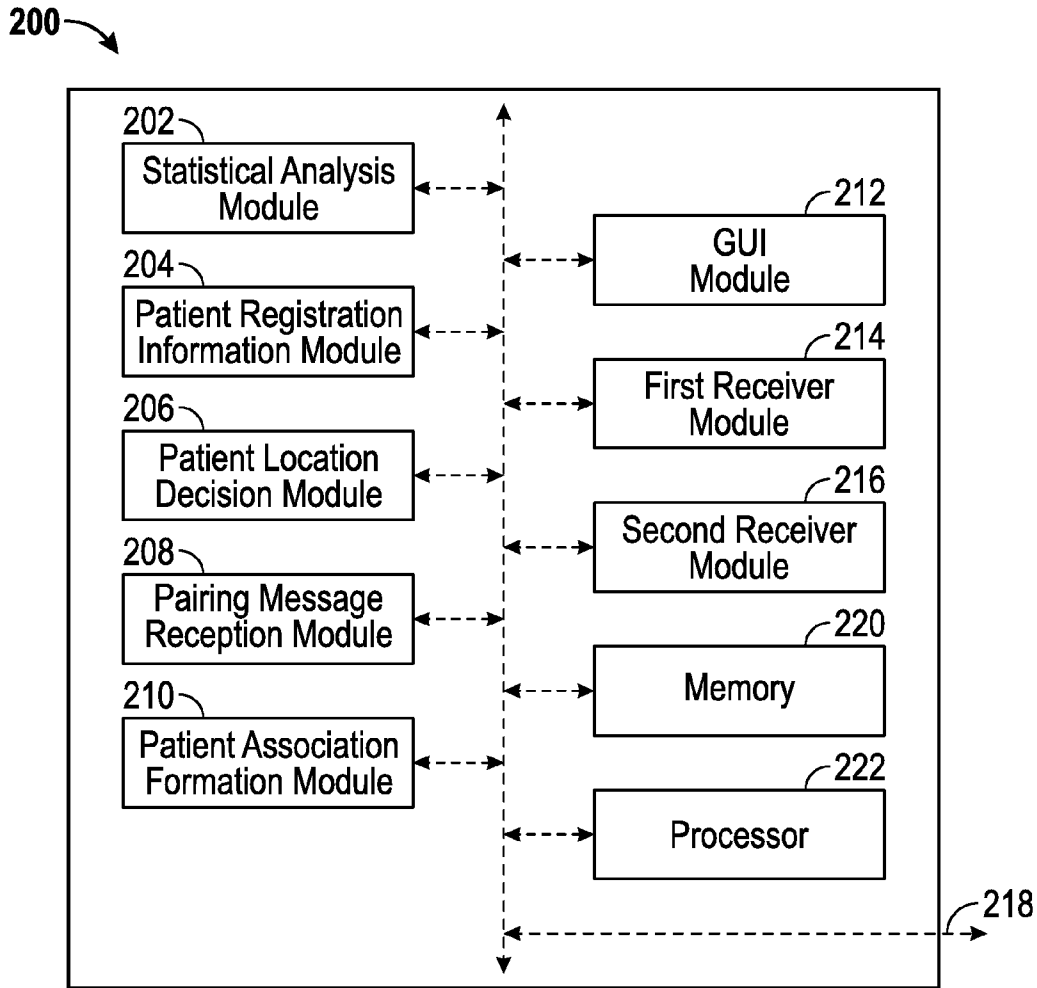 200
202
Statistical Analysis
Module
204
Patient Registration
Information Module
206
Patient Location
Decision Module
208
Pairing Message
Reception Module
210
Patient Association
Formation Module
212
GUI
Module
214
First Receiver
Module
216
Second Receiver
Module
220
Memory
222
Processor
218